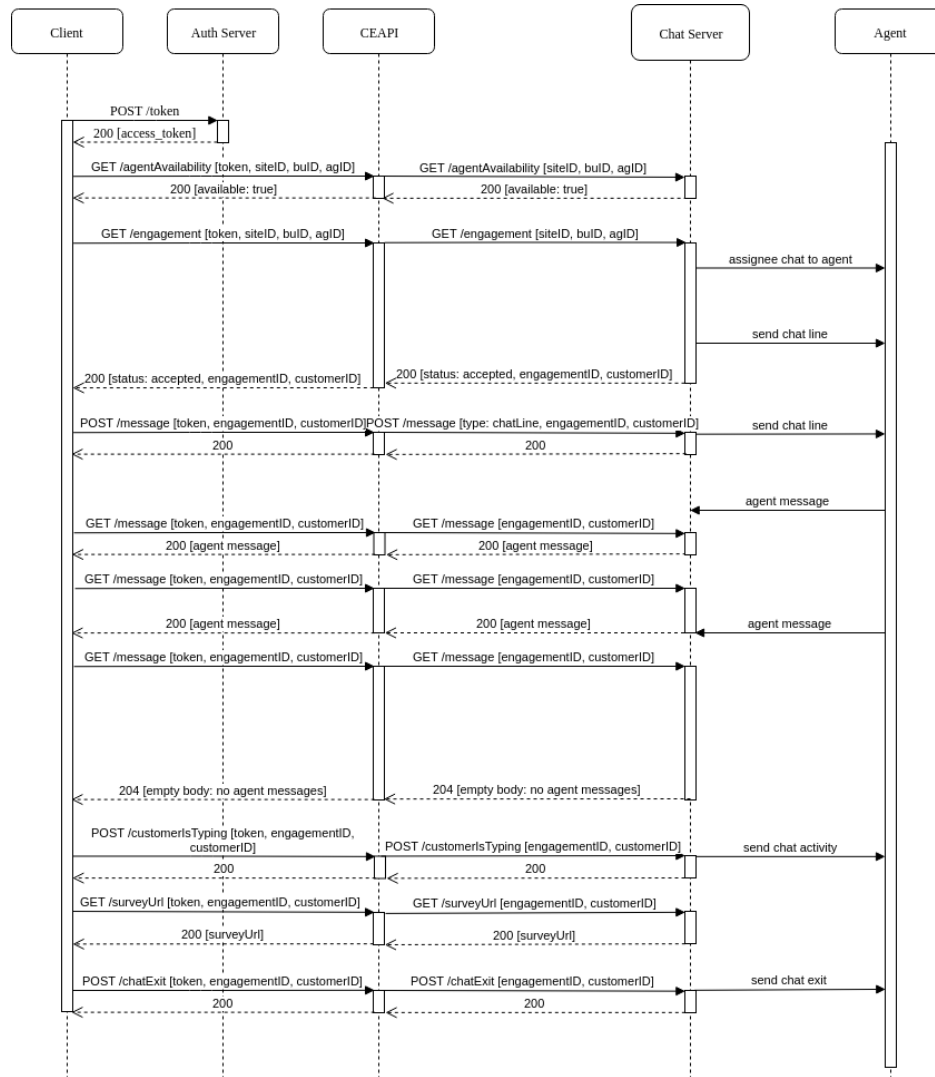 Client
Auth Server
CEAPI
Chat Server
Agent
POST /token
200 [access_token]
GET /agentAvailability [token, siteID, buID, agID]
GET /agentAvailability [siteID, buID, agID]
200 [available: true]
200 [available: true]
GET /engagement [token, siteID, buID, agID]
GET /engagement [siteID, buID, agID]
assignee chat to agent
send chat line
200 [status: accepted, engagementID, customerID]
200 [status: accepted, engagementID, customerID]
POST /message [token, engagementID, customerID]
POST /message [type: chatLine, engagementID, customerID]
send chat line
200
200
agent message
GET /message [token, engagementID, customerID]
GET /message [engagementID, customerID]
200 [agent message]
200 [agent message]
GET /message [token, engagementID, customerID]
GET /message [engagementID, customerID]
200 [agent message]
200 [agent message]
agent message
GET /message [token, engagementID, customerID]
GET /message [engagementID, customerID]
204 [empty body: no agent messages]
204 [empty body: no agent messages]
POST /customerIsTyping [token, engagementID,
customerID]
POST /customerIsTyping [engagementID, customerID]
send chat activity
200
200
GET /surveyUrl [token, engagementID, customerID]
GET /surveyUrl [engagementID, customerID]
200 [surveyUrl]
200 [surveyUrl]
POST /chatExit [token, engagementID, customerID]
POST /chatExit [engagementID, customerID]
send chat exit
200
200